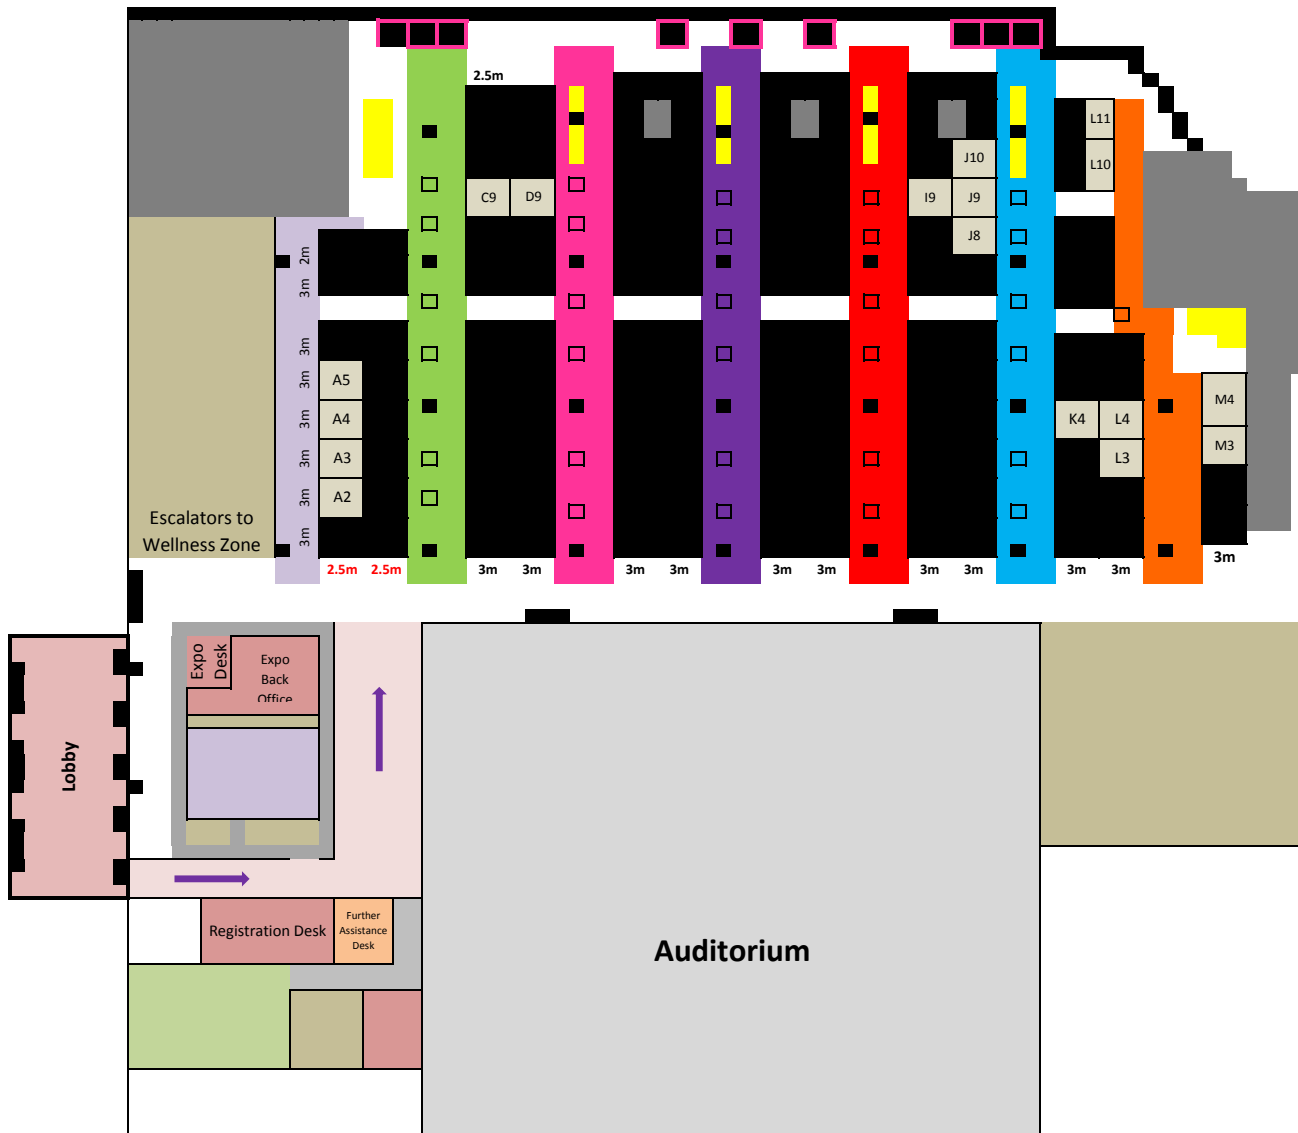 2.5m
L11
J10
L10
C9
D9
I9
J9
J8
2m
3m
3m
3m
A5
M4
3m
A4
K4
L4
3m
A3
L3
M3
3m
A2
3m
Escalators to
Wellness Zone
2.5m
2.5m
3m
3m
3m
3m
3m
3m
3m
3m
3m
3m
3m
Expo
Desk
Expo
Back
Office
Lobby
Registration Desk
Further
Assistance
Desk
Auditorium